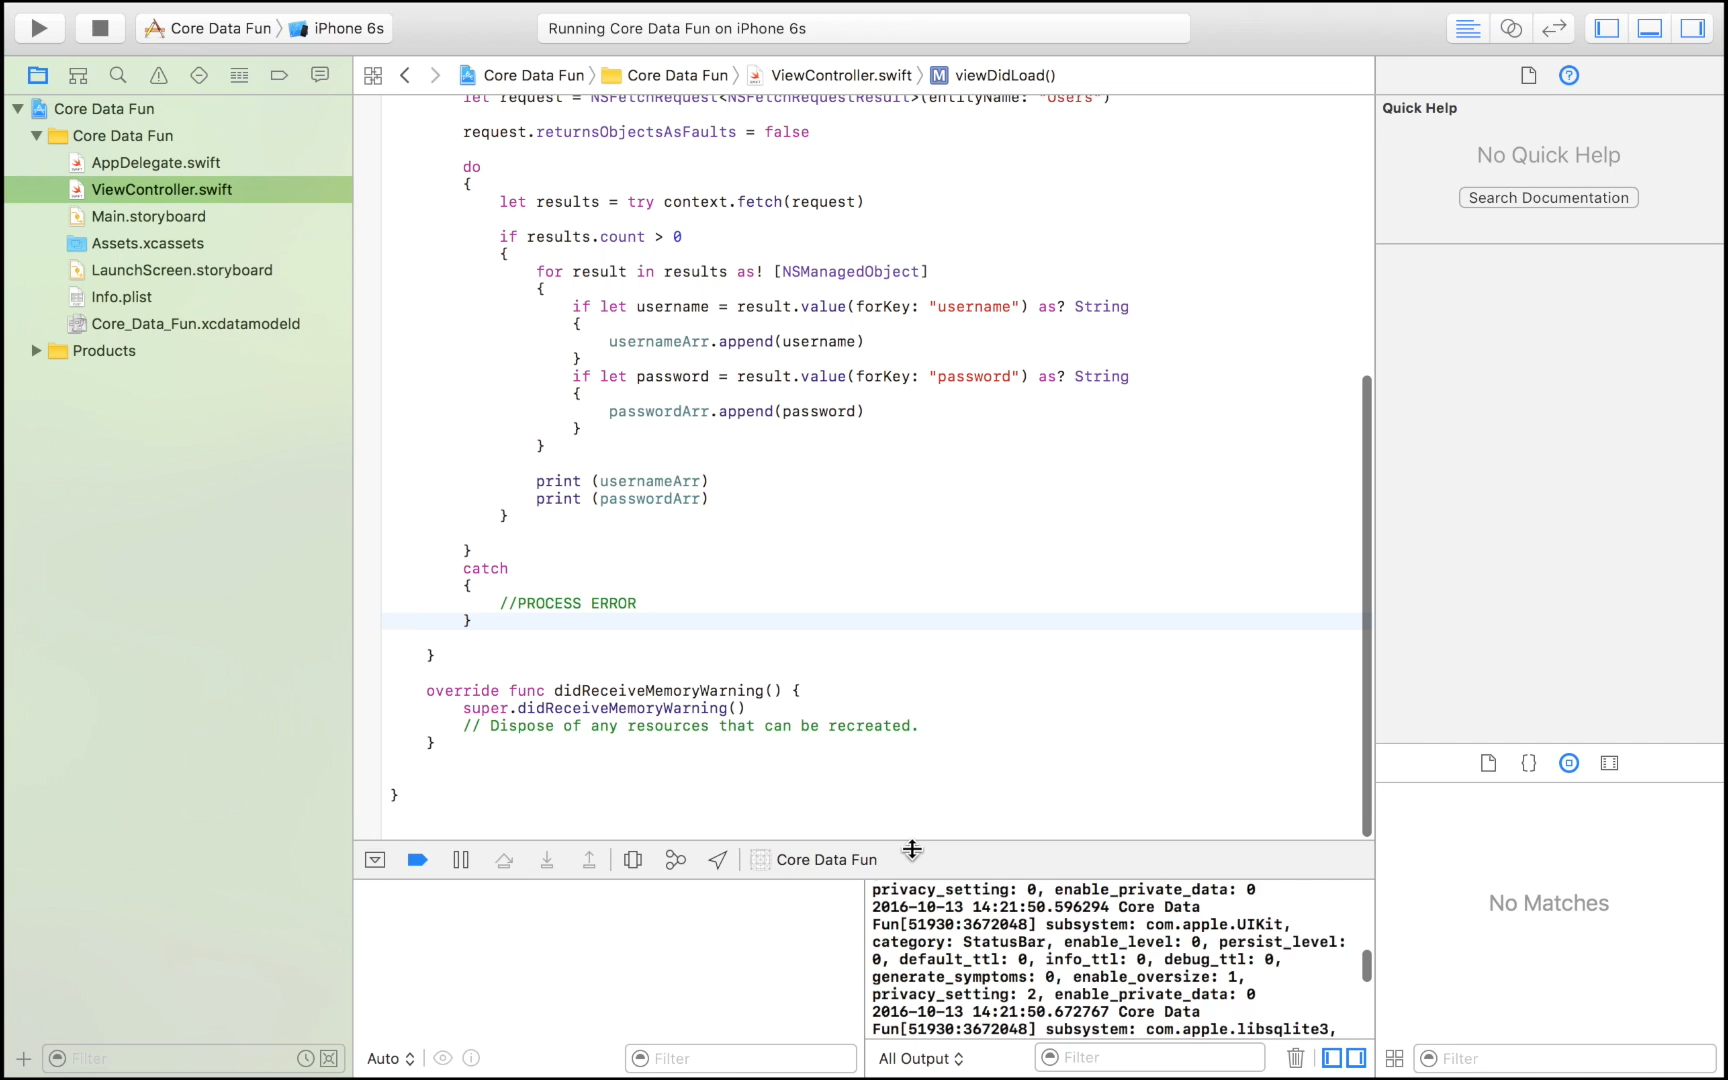 Core Data Fun iPhone 6s
Running Core Data Fun on iPhone 6s
Core Data Fun Core Data Fun ViewController.swift M viewDidLoad()
Core Data Fun
Core Data Fun
AppDelegate.swift
ViewController.swift
Main.storyboard
Assets.xcassets
LaunchScreen.storyboard
Info.plist
Core_Data_Fun.xcdatamodeld
Products
Filter
let request = NSFetchRequest<NSFetchRequestResult>(entityName: "Users")
request.returnsObjectsAsFaults = false
do
{
let results = try context.fetch(request)
if results.count > 0
{
for result in results as! [NSManagedObject]
{
if let username = result.value(forKey: "username") as? String
{
usernameArr.append(username)
}
if let password = result.value(forKey: "password") as? String
{
passwordArr.append(password)
}
}
print (usernameArr)
print (passwordArr)
}
}
catch
{
//PROCESS ERROR
}
}
override func didReceiveMemoryWarning() {
super.didReceiveMemoryWarning()
// Dispose of any resources that can be recreated.
}
}
Core Data Fun
privacy_setting: 0, enable_private_data: 0
2016-10-13 14:21:50.596294 Core Data
Fun[51930:3672048] subsystem: com.apple.UIKit,
category: StatusBar, enable_level: 0, persist_level:
0, default_ttl: 0, info_ttl: 0, debug_ttl: 0,
generate_symptoms: 0, enable_oversize: 1,
privacy_setting: 2, enable_private_data: 0
2016-10-13 14:21:50.672767 Core Data
Fun[51930:3672048] subsystem: com.apple.libsqlite3,
Auto
Filter
All Output
Filter
Quick Help
No Quick Help
Search Documentation
{}
No Matches
Filter